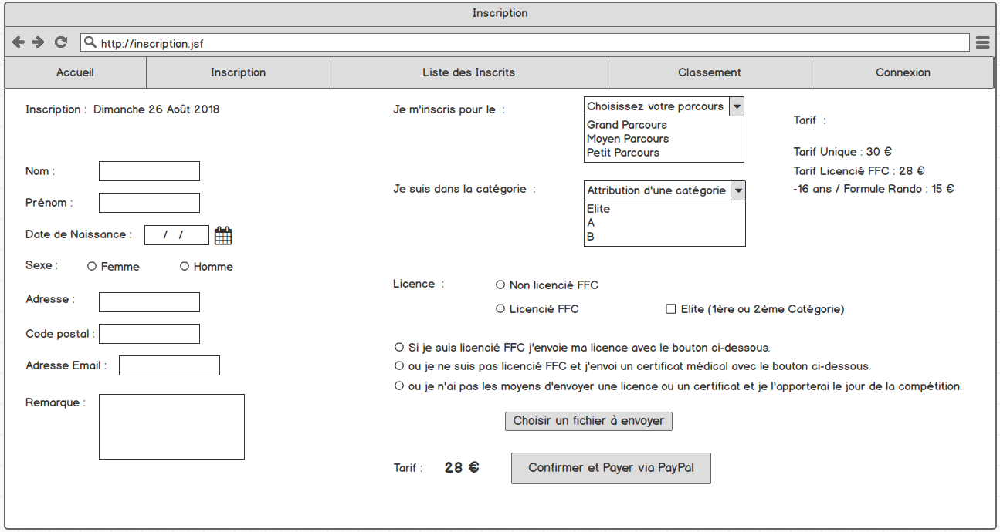 Inscription
http://inscription.jsf
Accueil
Inscription
Liste des Inscrits
Classement
Connexion
Inscription : Dimanche 26 Août 2018
Nom :
Prénom :
Date de Naissance :
/ /
Sexe :
Femme
Homme
Adresse :
Code postal :
Adresse Email :
Remarque :
Je m'inscris pour le :
Choisissez votre parcours
Grand Parcours
Moyen Parcours
Petit Parcours
Je suis dans la catégorie :
Attribution d'une catégorie
Elite
A
B
Tarif :
Tarif Unique : 30 €
Tarif Licencié FFC : 28 €
-16 ans / Formule Rando : 15 €
Licence :
Non licencié FFC
Licencié FFC
Elite (1ère ou 2ème Catégorie)
Si je suis licencié FFC j'envoie ma licence avec le bouton ci-dessous.
ou je ne suis pas licencié FFC et j'envoi un certificat médical avec le bouton ci-dessous.
ou je n'ai pas les moyens d'envoyer une licence ou un certificat et je l'apporterai le jour de la compétition.
Choisir un fichier à envoyer
Tarif : 28 €
Confirmer et Payer via PayPal